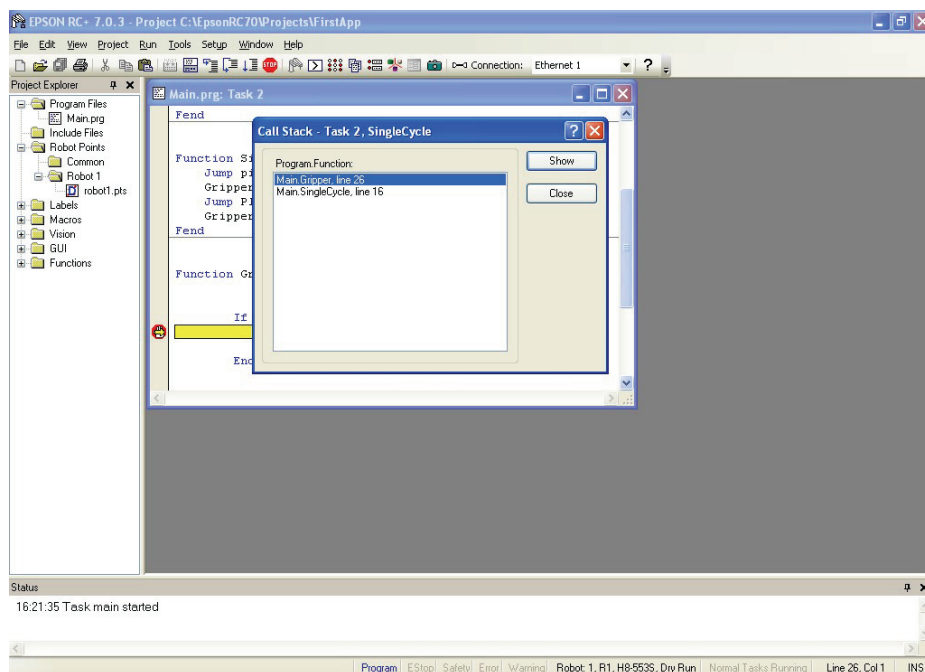 EPSON RC+ 7.0.3 - Project C:\EpsonRC70\Projects\FirstApp
File Edit View Project Run Tools Setup Window Help
Connection: Ethernet 1
Project Explorer
Program Files
Main.prg
Include Files
Robot Points
Common
Robot 1
robot1.pts
Labels
Macros
Vision
GUI
Functions
Main.prg: Task 2
Fend
Function Si
Jump pi
Gripper
Jump Pl
Gripper
Fend
Function Gr
If
End
Call Stack - Task 2, SingleCycle
Program.Function:
Main.Gripper, line 26
Main.SingleCycle, line 16
Show
Close
Status
16:21:35 Task main started
Program EStop Safety Error Warning Robot: 1, R1, H8-553S, Dry Run Normal Tasks Running Line 26, Col 1 INS